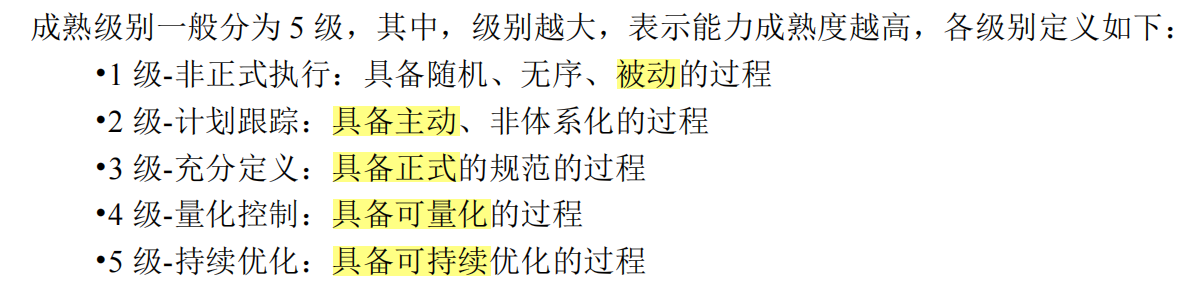 成熟级别一般分为 5 级，其中，级别越大，表示能力成熟度越高，各级别定义如下：
•1 级-非正式执行：具备随机、无序、被动的过程
•2 级-计划跟踪：具备主动、非体系化的过程
•3 级-充分定义：具备正式的规范的过程
•4 级-量化控制：具备可量化的过程
•5 级-持续优化：具备可持续优化的过程